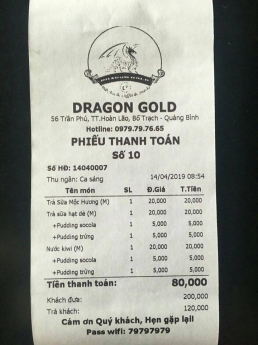 DRAGON GOLD
56 Trần Phú, TT.Hoàn Lão, Bố Trạch - Quảng Bình
Hotline: 0979.79.76.65
PHIẾU THANH TOÁN
Số 10
Số HĐ: 14040007
14/04/2019 08:54
Thu ngân: Ca sáng
Tên món SL Đ.Giá T.Tiền
Trà Sữa Mộc Hương (M) 1 20,000 20,000
Trà sữa hạt dẻ (M) 1 20,000 20,000
+Pudding socola 1 5,000 5,000
+Pudding trứng 1 5,000 5,000
Nước kiwi (M) 1 20,000 20,000
+Pudding socola 1 5,000 5,000
+Pudding trứng 1 5,000 5,000
Tiền thanh toán: 80,000
Khách đưa: 200,000
Trả khách: 120,000
Cảm ơn Quý khách, Hẹn gặp lại!
Pass wifi: 79797979